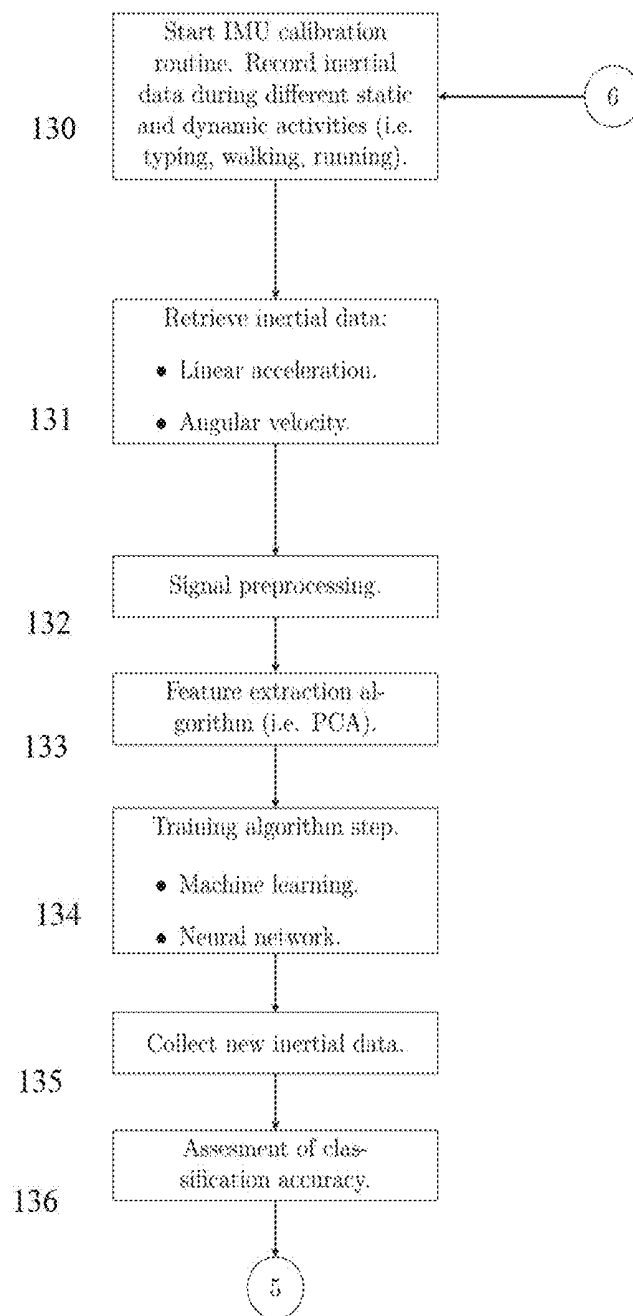 Start IMU calibration
routine. Record inertial
data during different static
and dynamic activities (i.e.
typing, walking, running).
6
130
Retrieve inertial data:
• Linear acceleration.
• Angular velocity.
131
Signal preprocessing.
132
Feature extraction al-
gorithm (i.e. PCA).
133
Training algorithm step.
• Machine learning.
• Neural network.
134
Collect new inertial data.
135
Assesment of clas-
sification accuracy.
136
5